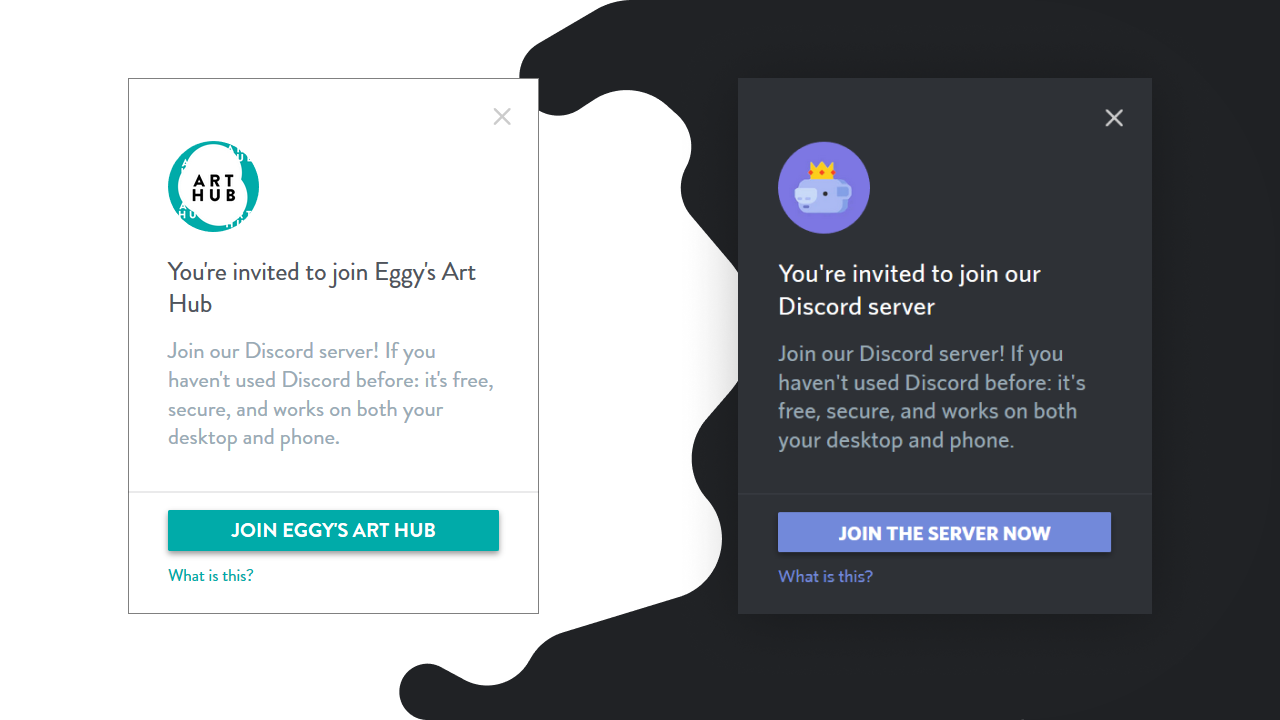 ART
HUB
You're invited to join Eggy's Art
Hub
Join our Discord server! If you
haven't used Discord before: it's free,
secure, and works on both your
desktop and phone.
JOIN EGGY'S ART HUB
What is this?
You're invited to join our
Discord server
Join our Discord server! If you
haven't used Discord before: it's
free, secure, and works on both
your desktop and phone.
JOIN THE SERVER NOW
What is this?